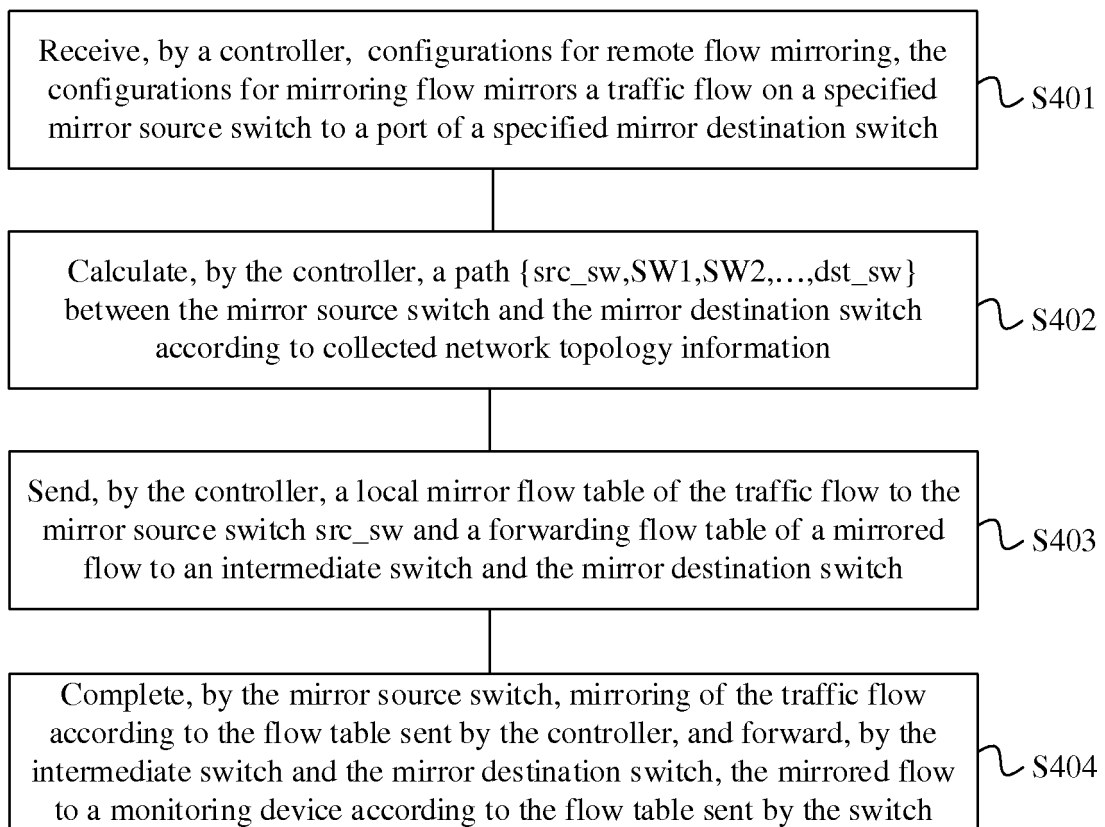 Receive, by a controller, configurations for remote flow mirroring, the
configurations for mirroring flow mirrors a traffic flow on a specified
mirror source switch to a port of a specified mirror destination switch
S401
Calculate, by the controller, a path {src_sw,SW1,SW2,…,dst_sw}
between the mirror source switch and the mirror destination switch
according to collected network topology information
S402
Send, by the controller, a local mirror flow table of the traffic flow to the
mirror source switch src_sw and a forwarding flow table of a mirrored
flow to an intermediate switch and the mirror destination switch
S403
Complete, by the mirror source switch, mirroring of the traffic flow
according to the flow table sent by the controller, and forward, by the
intermediate switch and the mirror destination switch, the mirrored flow
to a monitoring device according to the flow table sent by the switch
S404